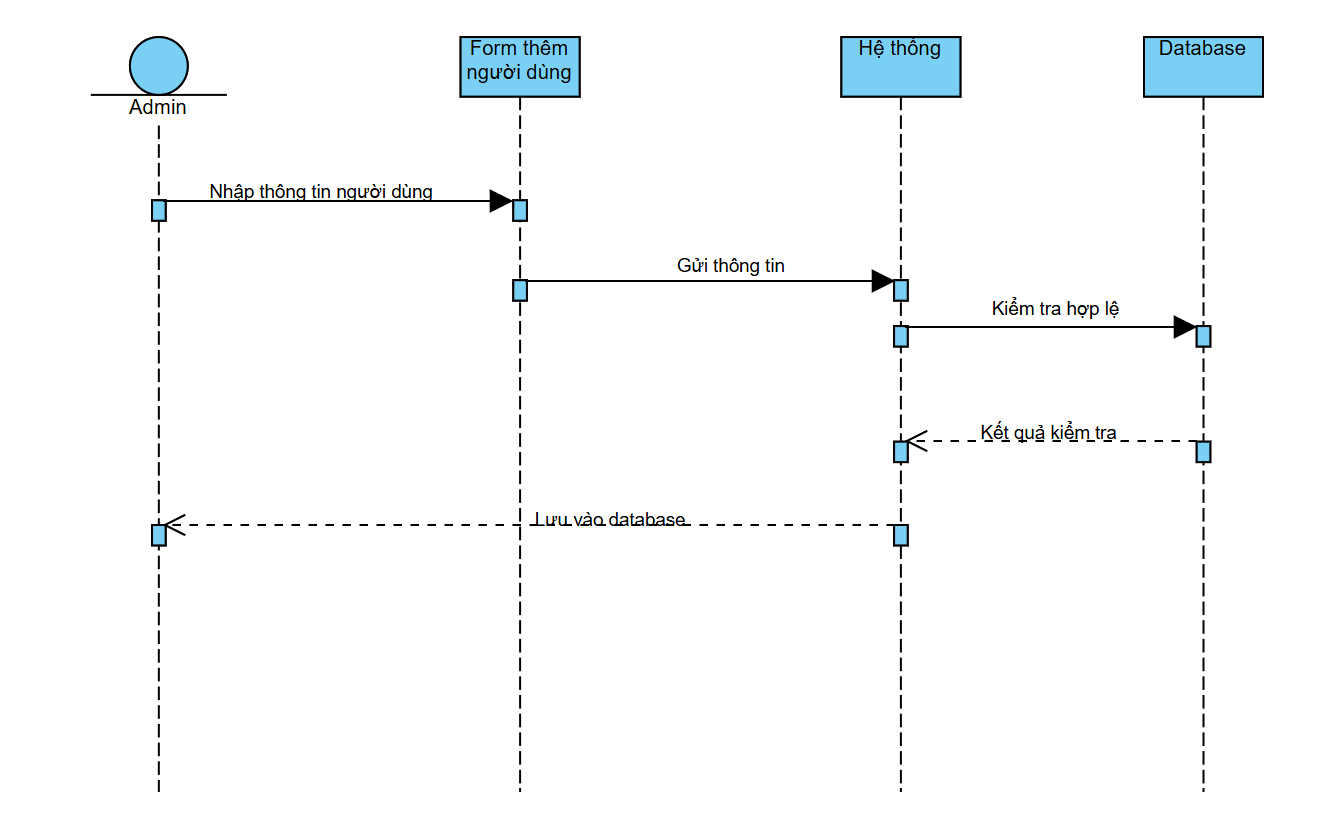 Admin
Form thêm
người dùng
Hệ thống
Database
Nhập thông tin người dùng
Gửi thông tin
Kiểm tra hợp lệ
Kết quả kiểm tra
Lưu vào database